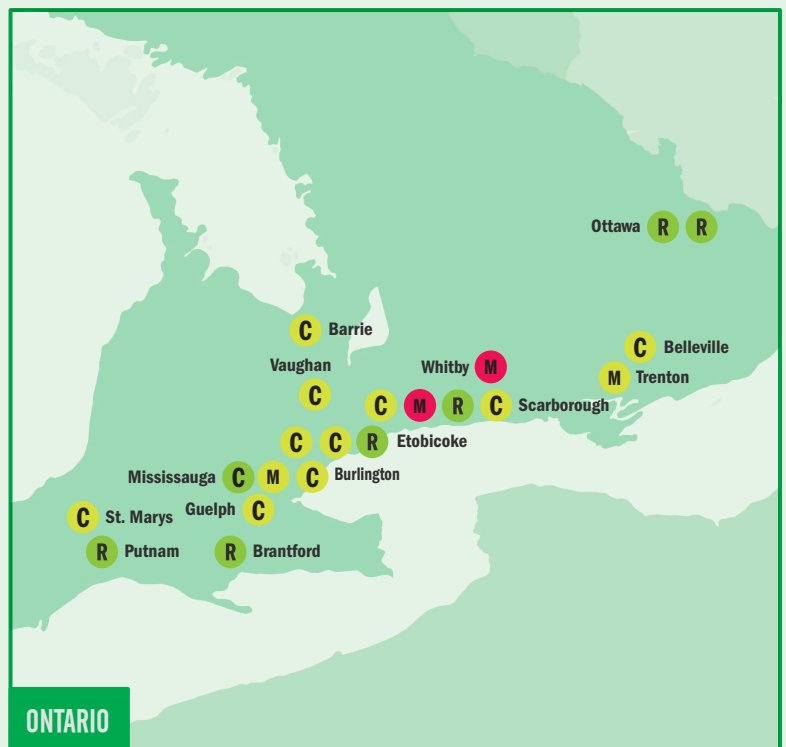 Ottawa R R
C Barrie
Vaughan
C
Whitby M
C Belleville
M Trenton
C M R C Scarborough
C C R Etobicoke
Mississauga C M C Burlington
Guelph C
C St. Marys
R Putnam
R Brantford
ONTARIO